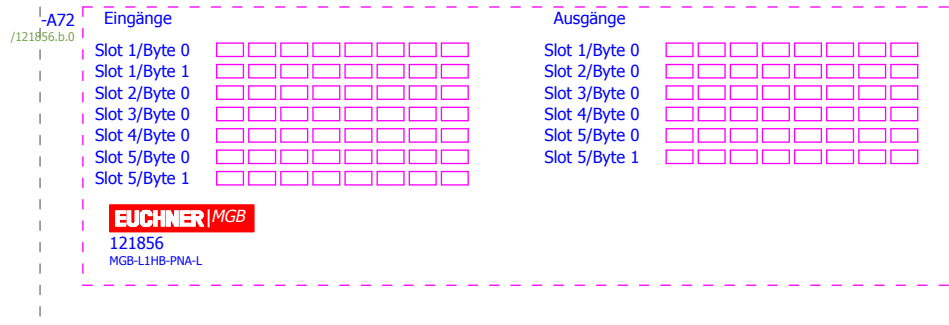 -A72
/121856.b.0
Eingänge
Ausgänge
Slot 1/Byte 0
Slot 1/Byte 1
Slot 2/Byte 0
Slot 3/Byte 0
Slot 4/Byte 0
Slot 5/Byte 0
Slot 5/Byte 1
Slot 1/Byte 0
Slot 2/Byte 0
Slot 3/Byte 0
Slot 4/Byte 0
Slot 5/Byte 0
Slot 5/Byte 1
EUCHNER|MGB
121856
MGB-L1HB-PNA-L